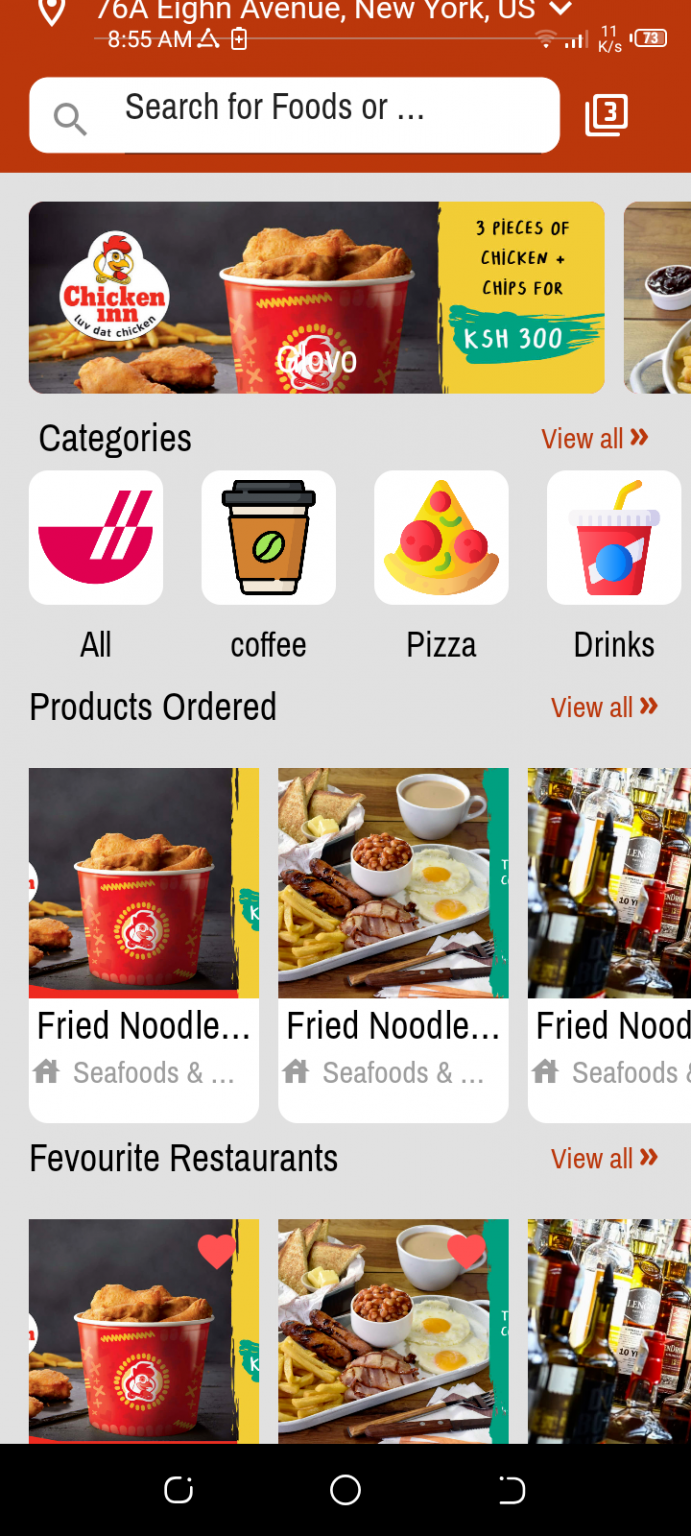 76A Eighn Avenue, New York, US
8:55 AM
11
K/s
73
Search for Foods or ...
3
3 PIECES OF
CHICKEN +
CHIPS FOR
KSH 300
Chicken
inn
luv dat chicken
Glovo
Categories
View all »
All
coffee
Pizza
Drinks
Products Ordered
View all »
Fried Noodle...
Fried Noodle...
Fried Nood
Seafoods & ...
Seafoods & ...
Seafoods &
Fevourite Restaurants
View all »